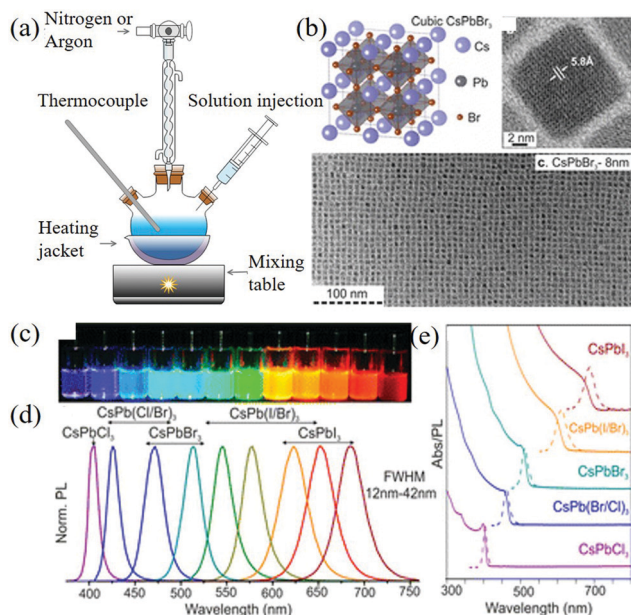 (a)
Nitrogen or
Argon
Thermocouple
Solution injection
Heating
jacket
Mixing
table
(b)
Cubic CsPbBr₃
Cs
Pb
Br
5.8Å
2 nm
c. CsPbBr₃- 8nm
100 nm
(c)
(d)
CsPb(Cl/Br)₃
CsPb(I/Br)₃
CsPbCl₃
CsPbBr₃
CsPbI₃
FWHM
12nm-42nm
Norm. PL
400 450 500 550 600 650 700 750
Wavelength (nm)
(e)
CsPbI₃
CsPb(I/Br)₃
CsPbBr₃
CsPb(Br/Cl)₃
CsPbCl₃
Abs/PL
300 500 700
Wavelength (nm)